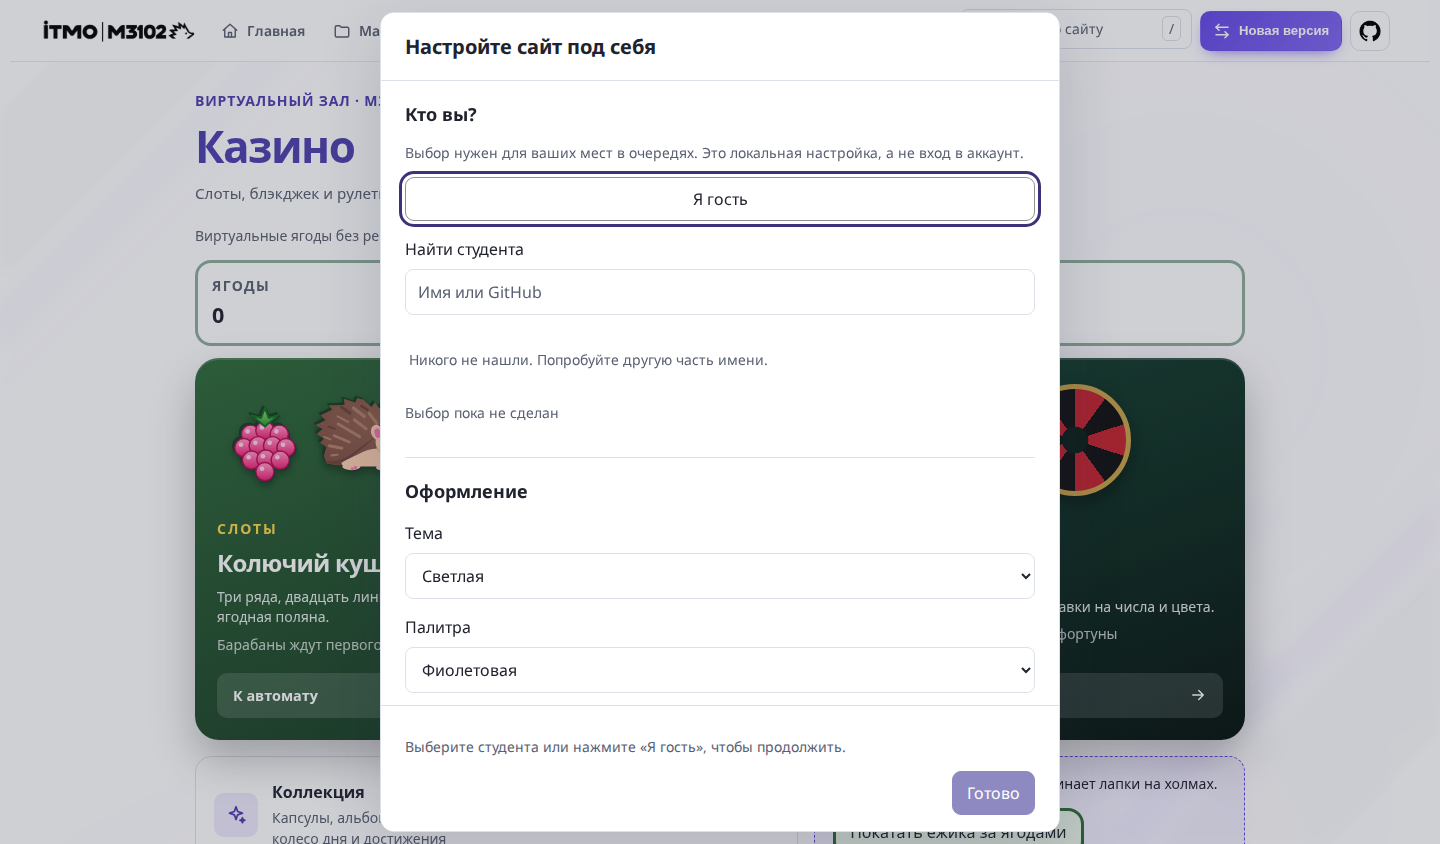 iTMO | M3102
Главная
Ма
сайту
/
Новая версия
Настройте сайт под себя
Кто вы?
Выбор нужен для ваших мест в очередях. Это локальная настройка, а не вход в аккаунт.
Я гость
Найти студента
Имя или GitHub
Никого не нашли. Попробуйте другую часть имени.
Выбор пока не сделан
Оформление
Тема
Светлая
Палитра
Фиолетовая
Выберите студента или нажмите «Я гость», чтобы продолжить.
Готово
ВИРТУАЛЬНЫЙ ЗАЛ · М
Казино
Слоты, блэкджек и рулет
Виртуальные ягоды без ре
ЯГОДЫ
0
СЛОТЫ
Колючий куш
Три ряда, двадцать лин
ягодная поляна.
Барабаны ждут первого
К автомату
авки на числа и цвета.
фортуны
Коллекция
Капсулы, альбо
колесо дня и достижения
инает лапки на холмах.
Покатать ёжика за ягодами